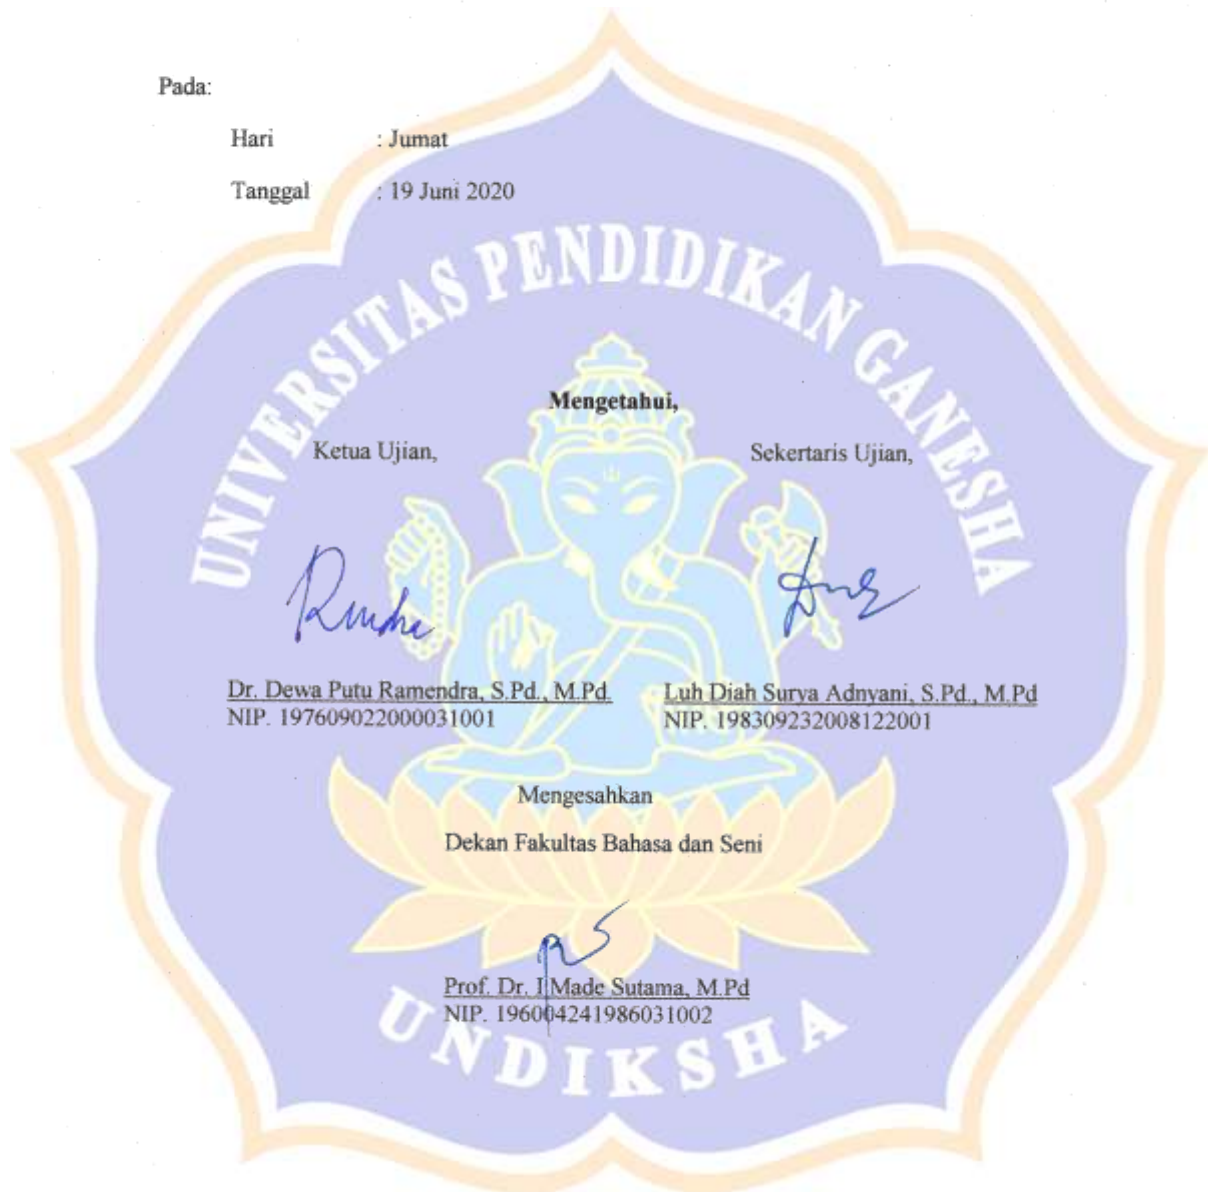 Pada:
Hari : Jumat
Tanggal : 19 Juni 2020
UNIVERSITAS PENDIDIKAN GANESHA
Mengetahui,
Ketua Ujian, Sekertaris Ujian,
Dr. Dewa Putu Ramendra, S.Pd., M.Pd. Luh Diah Surya Adnyani, S.Pd., M.Pd
NIP. 197609022000031001 NIP. 198309232008122001
Mengesahkan
Dekan Fakultas Bahasa dan Seni
Prof. Dr. I Made Sutama, M.Pd
NIP. 196004241986031002
UNDIKSHA